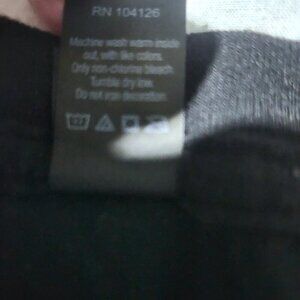 RN 104126
Machine wash warm inside
out, with like colors.
Only non-chlorine bleach.
Tumble dry low.
Do not iron decoration.